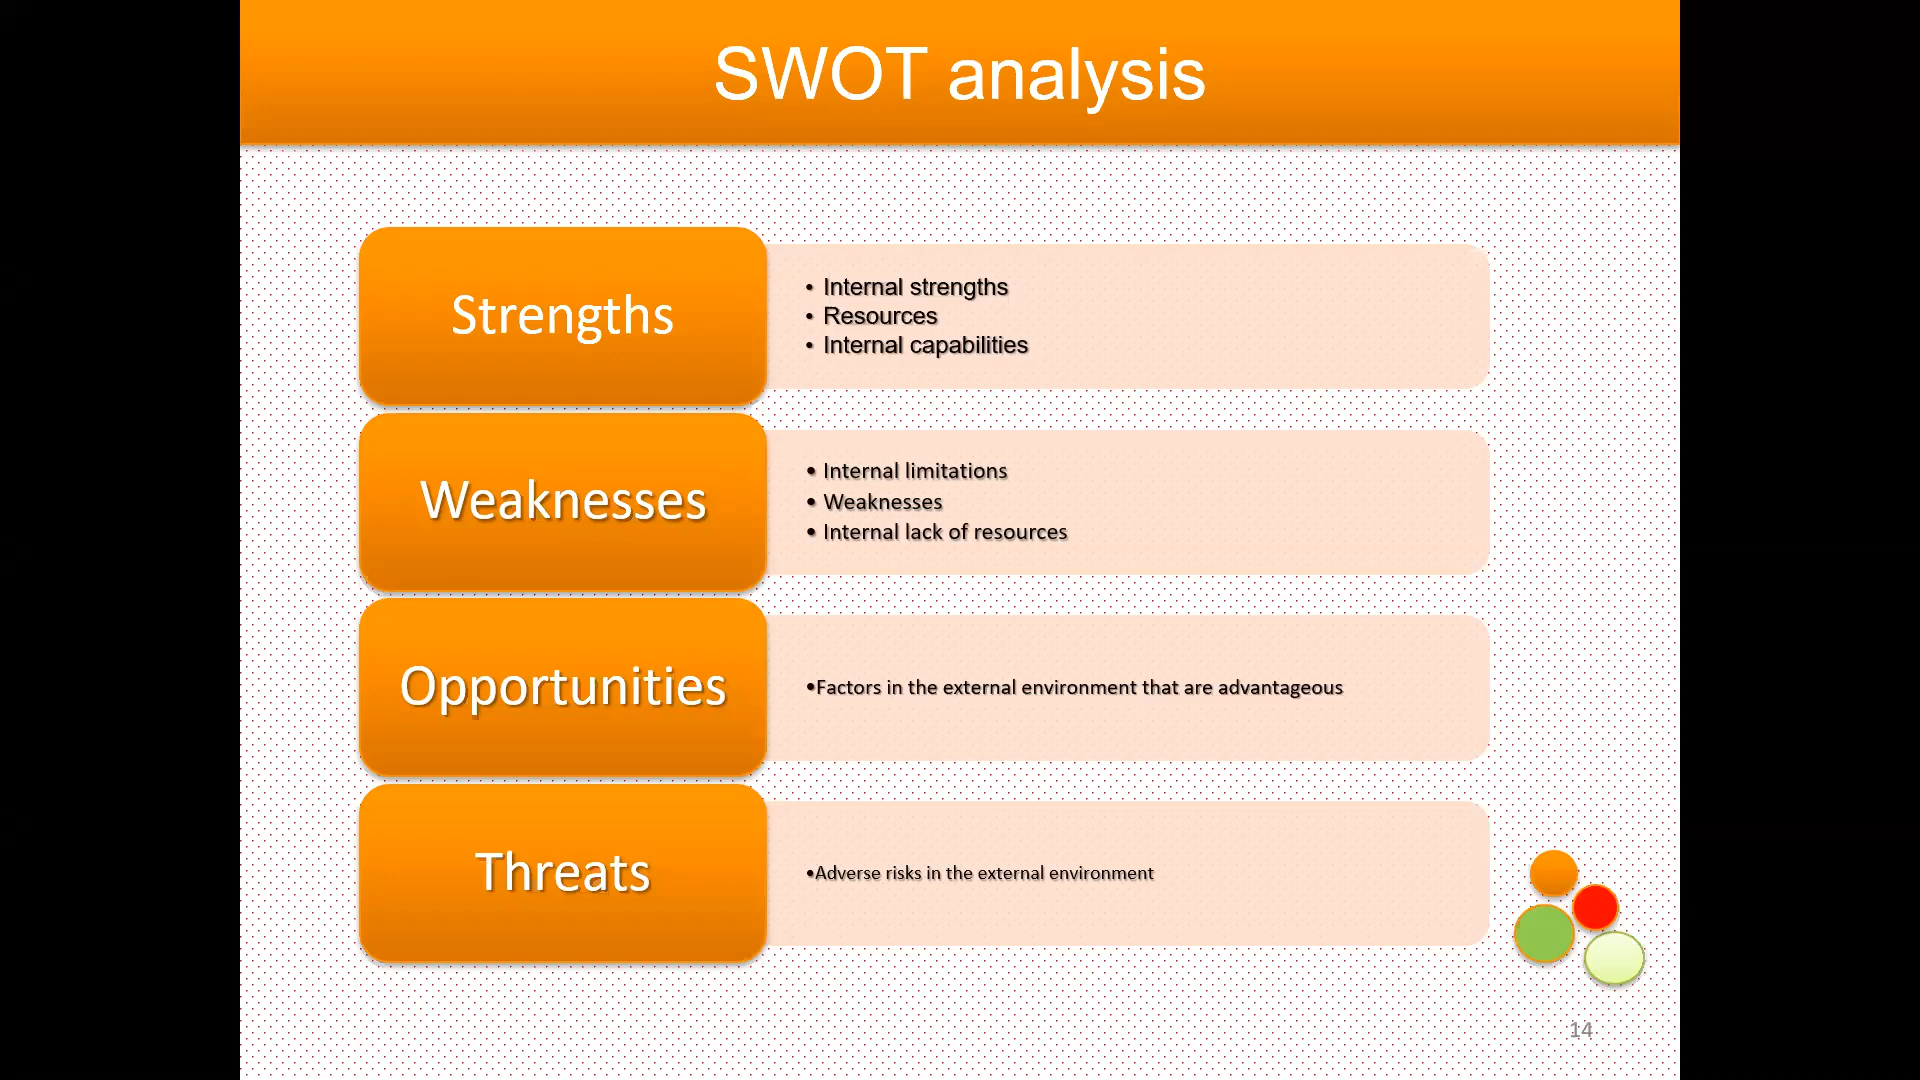 SWOT analysis
Strengths
• Internal strengths
• Resources
• Internal capabilities
Weaknesses
• Internal limitations
• Weaknesses
• Internal lack of resources
Opportunities
•Factors in the external environment that are advantageous
Threats
•Adverse risks in the external environment
14